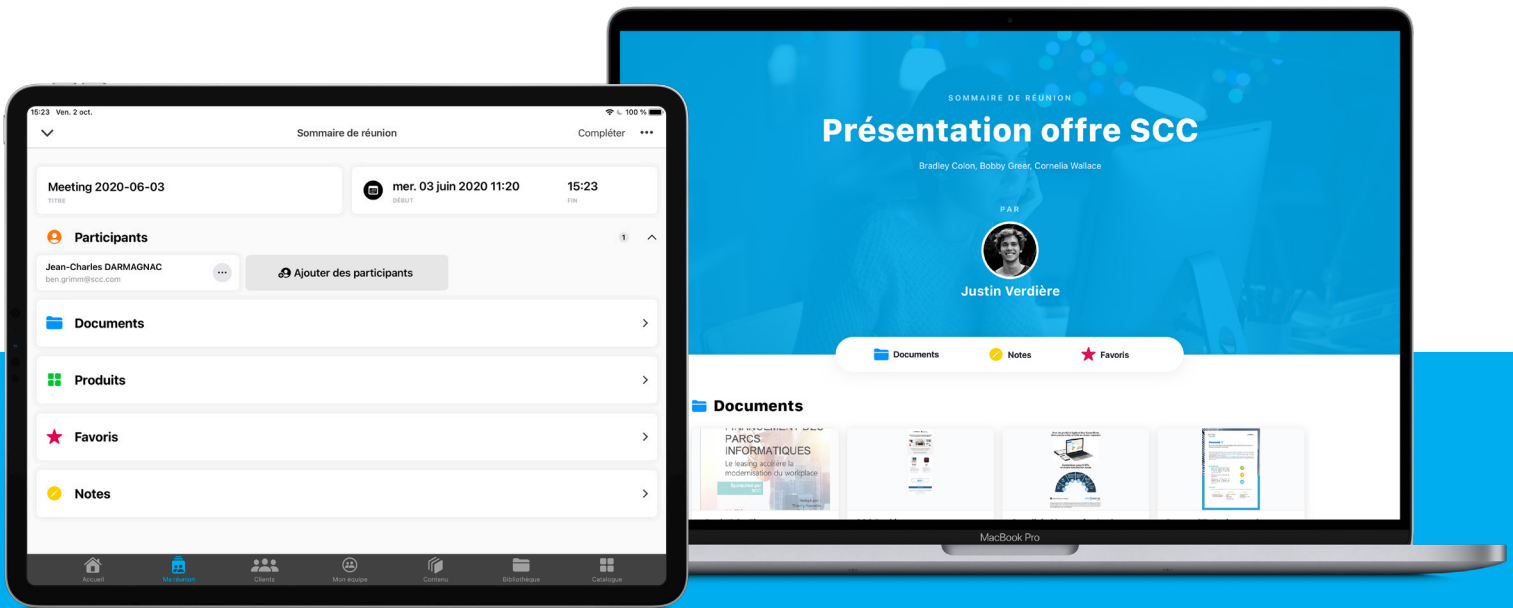 15:23 Ven. 2 oct.
100 %
Sommaire de réunion
Compléter
Meeting 2020-06-03
TITRE
mer. 03 juin 2020 11:20
DÉBUT
15:23
FIN
Participants
1
Jean-Charles DARMAGNAC
ben.grimm@scc.com
Ajouter des participants
Documents
Produits
Favoris
Notes
Accueil
Ma réunion
Clients
Mon équipe
Contenu
Bibliothèque
Catalogue
SOMMAIRE DE RÉUNION
Présentation offre SCC
Bradley Colon, Bobby Greer, Cornelia Wallace
PAR
Justin Verdière
Documents
Notes
Favoris
Documents
FINANCEMENT DES
PARCS
INFORMATIQUES
Le leasing accélère la
modernisation du workplace
MacBook Pro